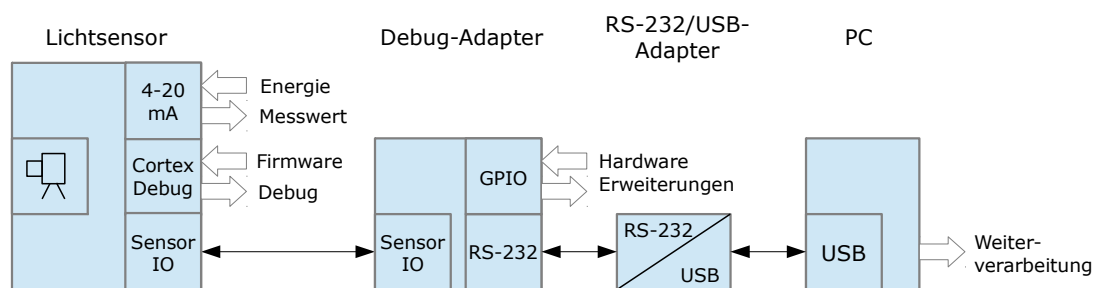 Lichtsensor
Debug-Adapter
RS-232/USB-
Adapter
PC
4-20
mA
Energie
Messwert
Cortex
Debug
Firmware
Debug
Sensor
IO
GPIO
Hardware
Erweiterungen
Sensor
IO
RS-232
RS-232
USB
USB
Weiter-
verarbeitung